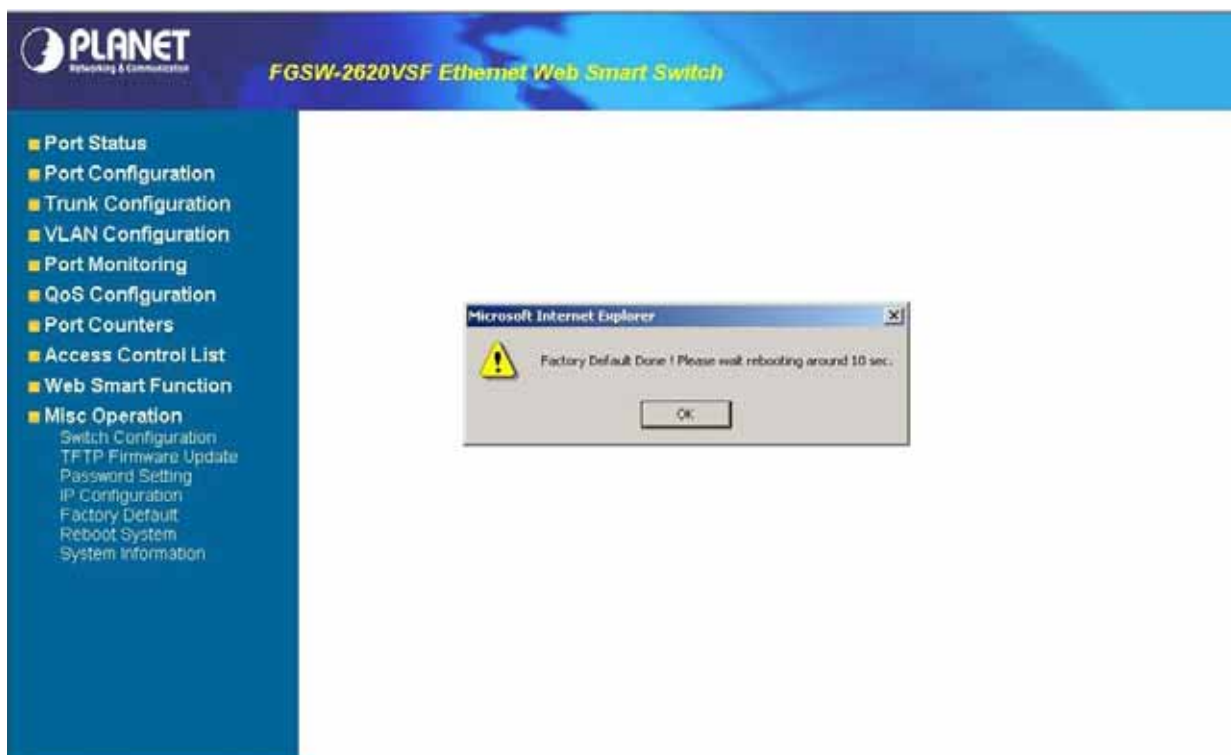 PLANET
Networking & Communication
FGSW-2620VSF Ethernet Web Smart Switch
Port Status
Port Configuration
Trunk Configuration
VLAN Configuration
Port Monitoring
QoS Configuration
Port Counters
Access Control List
Web Smart Function
Misc Operation
Switch Configuration
TFTP Firmware Update
Password Setting
IP Configuration
Factory Default
Reboot System
System Information
Microsoft Internet Explorer
Factory Default Done ! Please wait rebooting around 10 sec.
OK